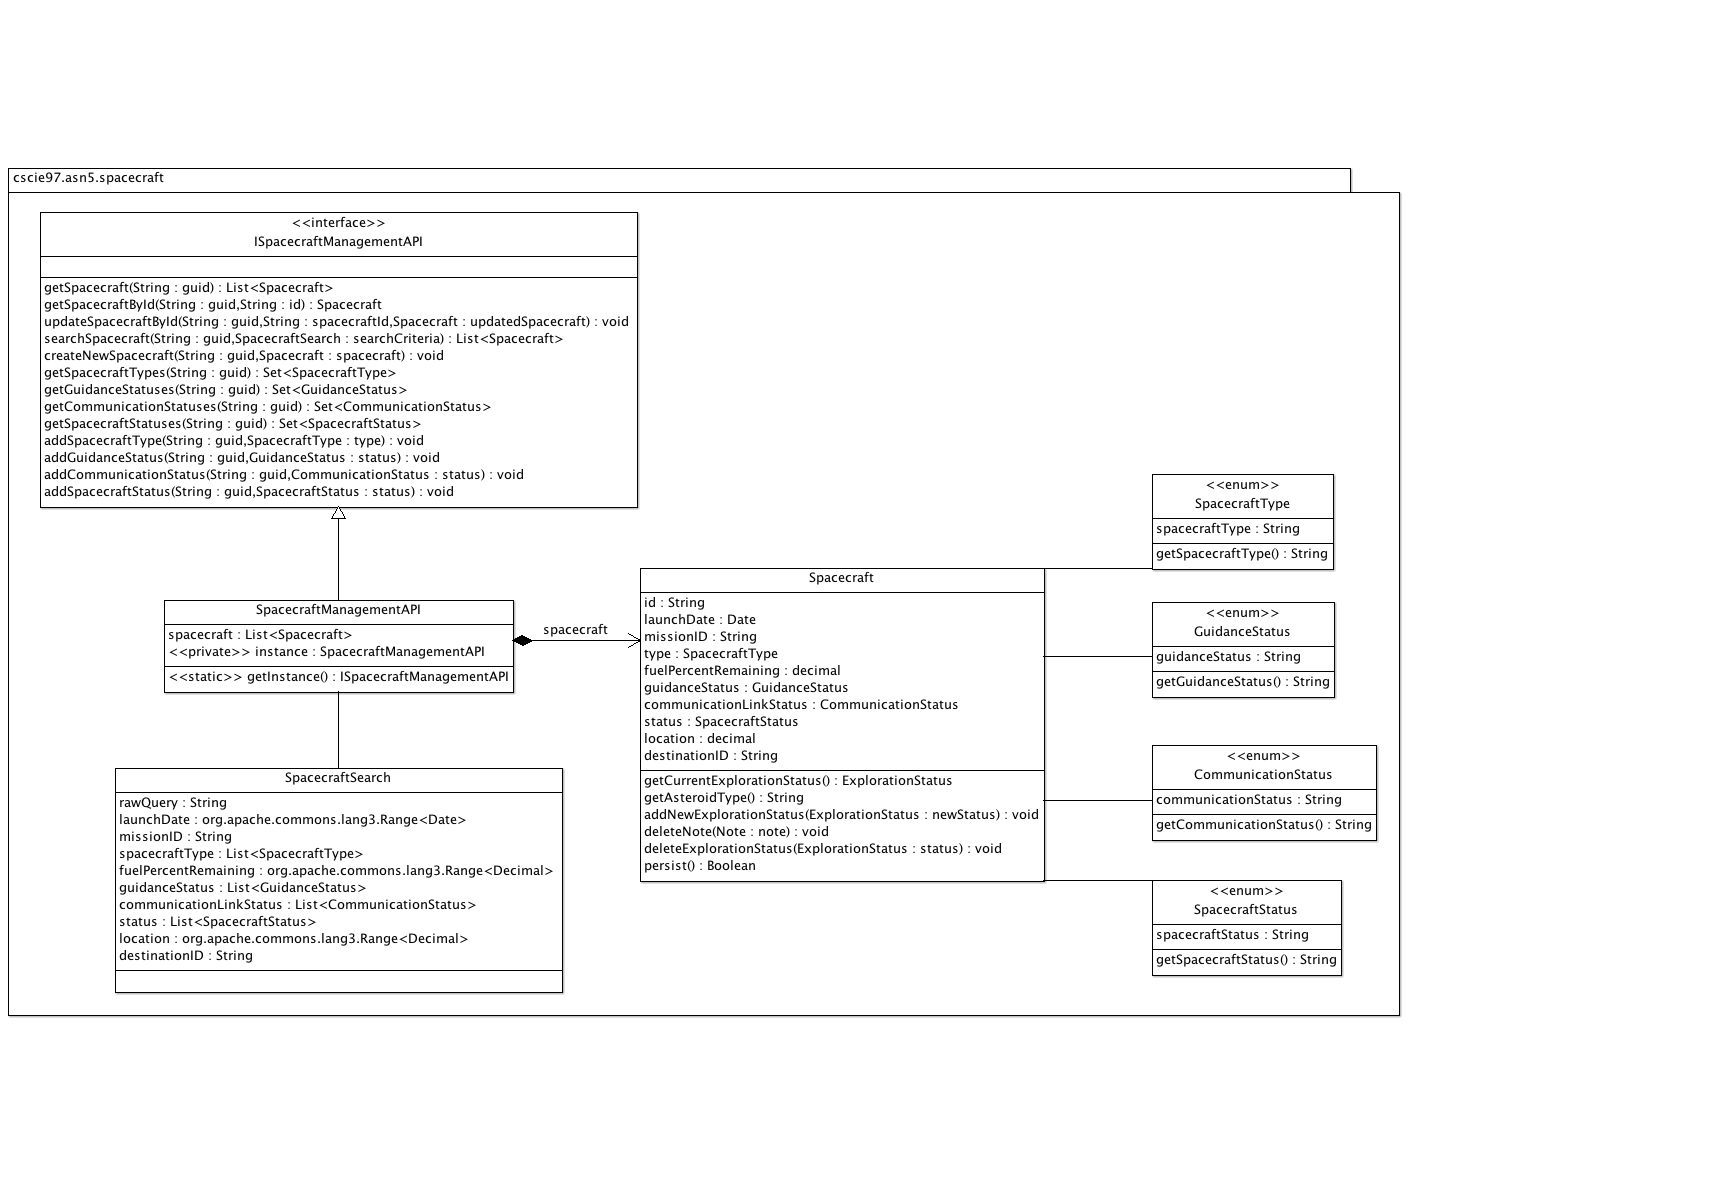 cscie97.asn5.spacecraft
<<interface>>
ISpacecraftManagementAPI
getSpacecraft(String : guid) : List<Spacecraft>
getSpacecraftById(String : guid,String : id) : Spacecraft
updateSpacecraftById(String : guid,String : spacecraftId,Spacecraft : updatedSpacecraft) : void
searchSpacecraft(String : guid,SpacecraftSearch : searchCriteria) : List<Spacecraft>
createNewSpacecraft(String : guid,Spacecraft : spacecraft) : void
getSpacecraftTypes(String : guid) : Set<SpacecraftType>
getGuidanceStatuses(String : guid) : Set<GuidanceStatus>
getCommunicationStatuses(String : guid) : Set<CommunicationStatus>
getSpacecraftStatuses(String : guid) : Set<SpacecraftStatus>
addSpacecraftType(String : guid,SpacecraftType : type) : void
addGuidanceStatus(String : guid,GuidanceStatus : status) : void
addCommunicationStatus(String : guid,CommunicationStatus : status) : void
addSpacecraftStatus(String : guid,SpacecraftStatus : status) : void
SpacecraftManagementAPI
spacecraft : List<Spacecraft>
<<private>> instance : SpacecraftManagementAPI
<<static>> getInstance() : ISpacecraftManagementAPI
spacecraft
SpacecraftSearch
rawQuery : String
launchDate : org.apache.commons.lang3.Range<Date>
missionID : String
spacecraftType : List<SpacecraftType>
fuelPercentRemaining : org.apache.commons.lang3.Range<Decimal>
guidanceStatus : List<GuidanceStatus>
communicationLinkStatus : List<CommunicationStatus>
status : List<SpacecraftStatus>
location : org.apache.commons.lang3.Range<Decimal>
destinationID : String
Spacecraft
id : String
launchDate : Date
missionID : String
type : SpacecraftType
fuelPercentRemaining : decimal
guidanceStatus : GuidanceStatus
communicationLinkStatus : CommunicationStatus
status : SpacecraftStatus
location : decimal
destinationID : String
getCurrentExplorationStatus() : ExplorationStatus
getAsteroidType() : String
addNewExplorationStatus(ExplorationStatus : newStatus) : void
deleteNote(Note : note) : void
deleteExplorationStatus(ExplorationStatus : status) : void
persist() : Boolean
<<enum>>
SpacecraftType
spacecraftType : String
getSpacecraftType() : String
<<enum>>
GuidanceStatus
guidanceStatus : String
getGuidanceStatus() : String
<<enum>>
CommunicationStatus
communicationStatus : String
getCommunicationStatus() : String
<<enum>>
SpacecraftStatus
spacecraftStatus : String
getSpacecraftStatus() : String